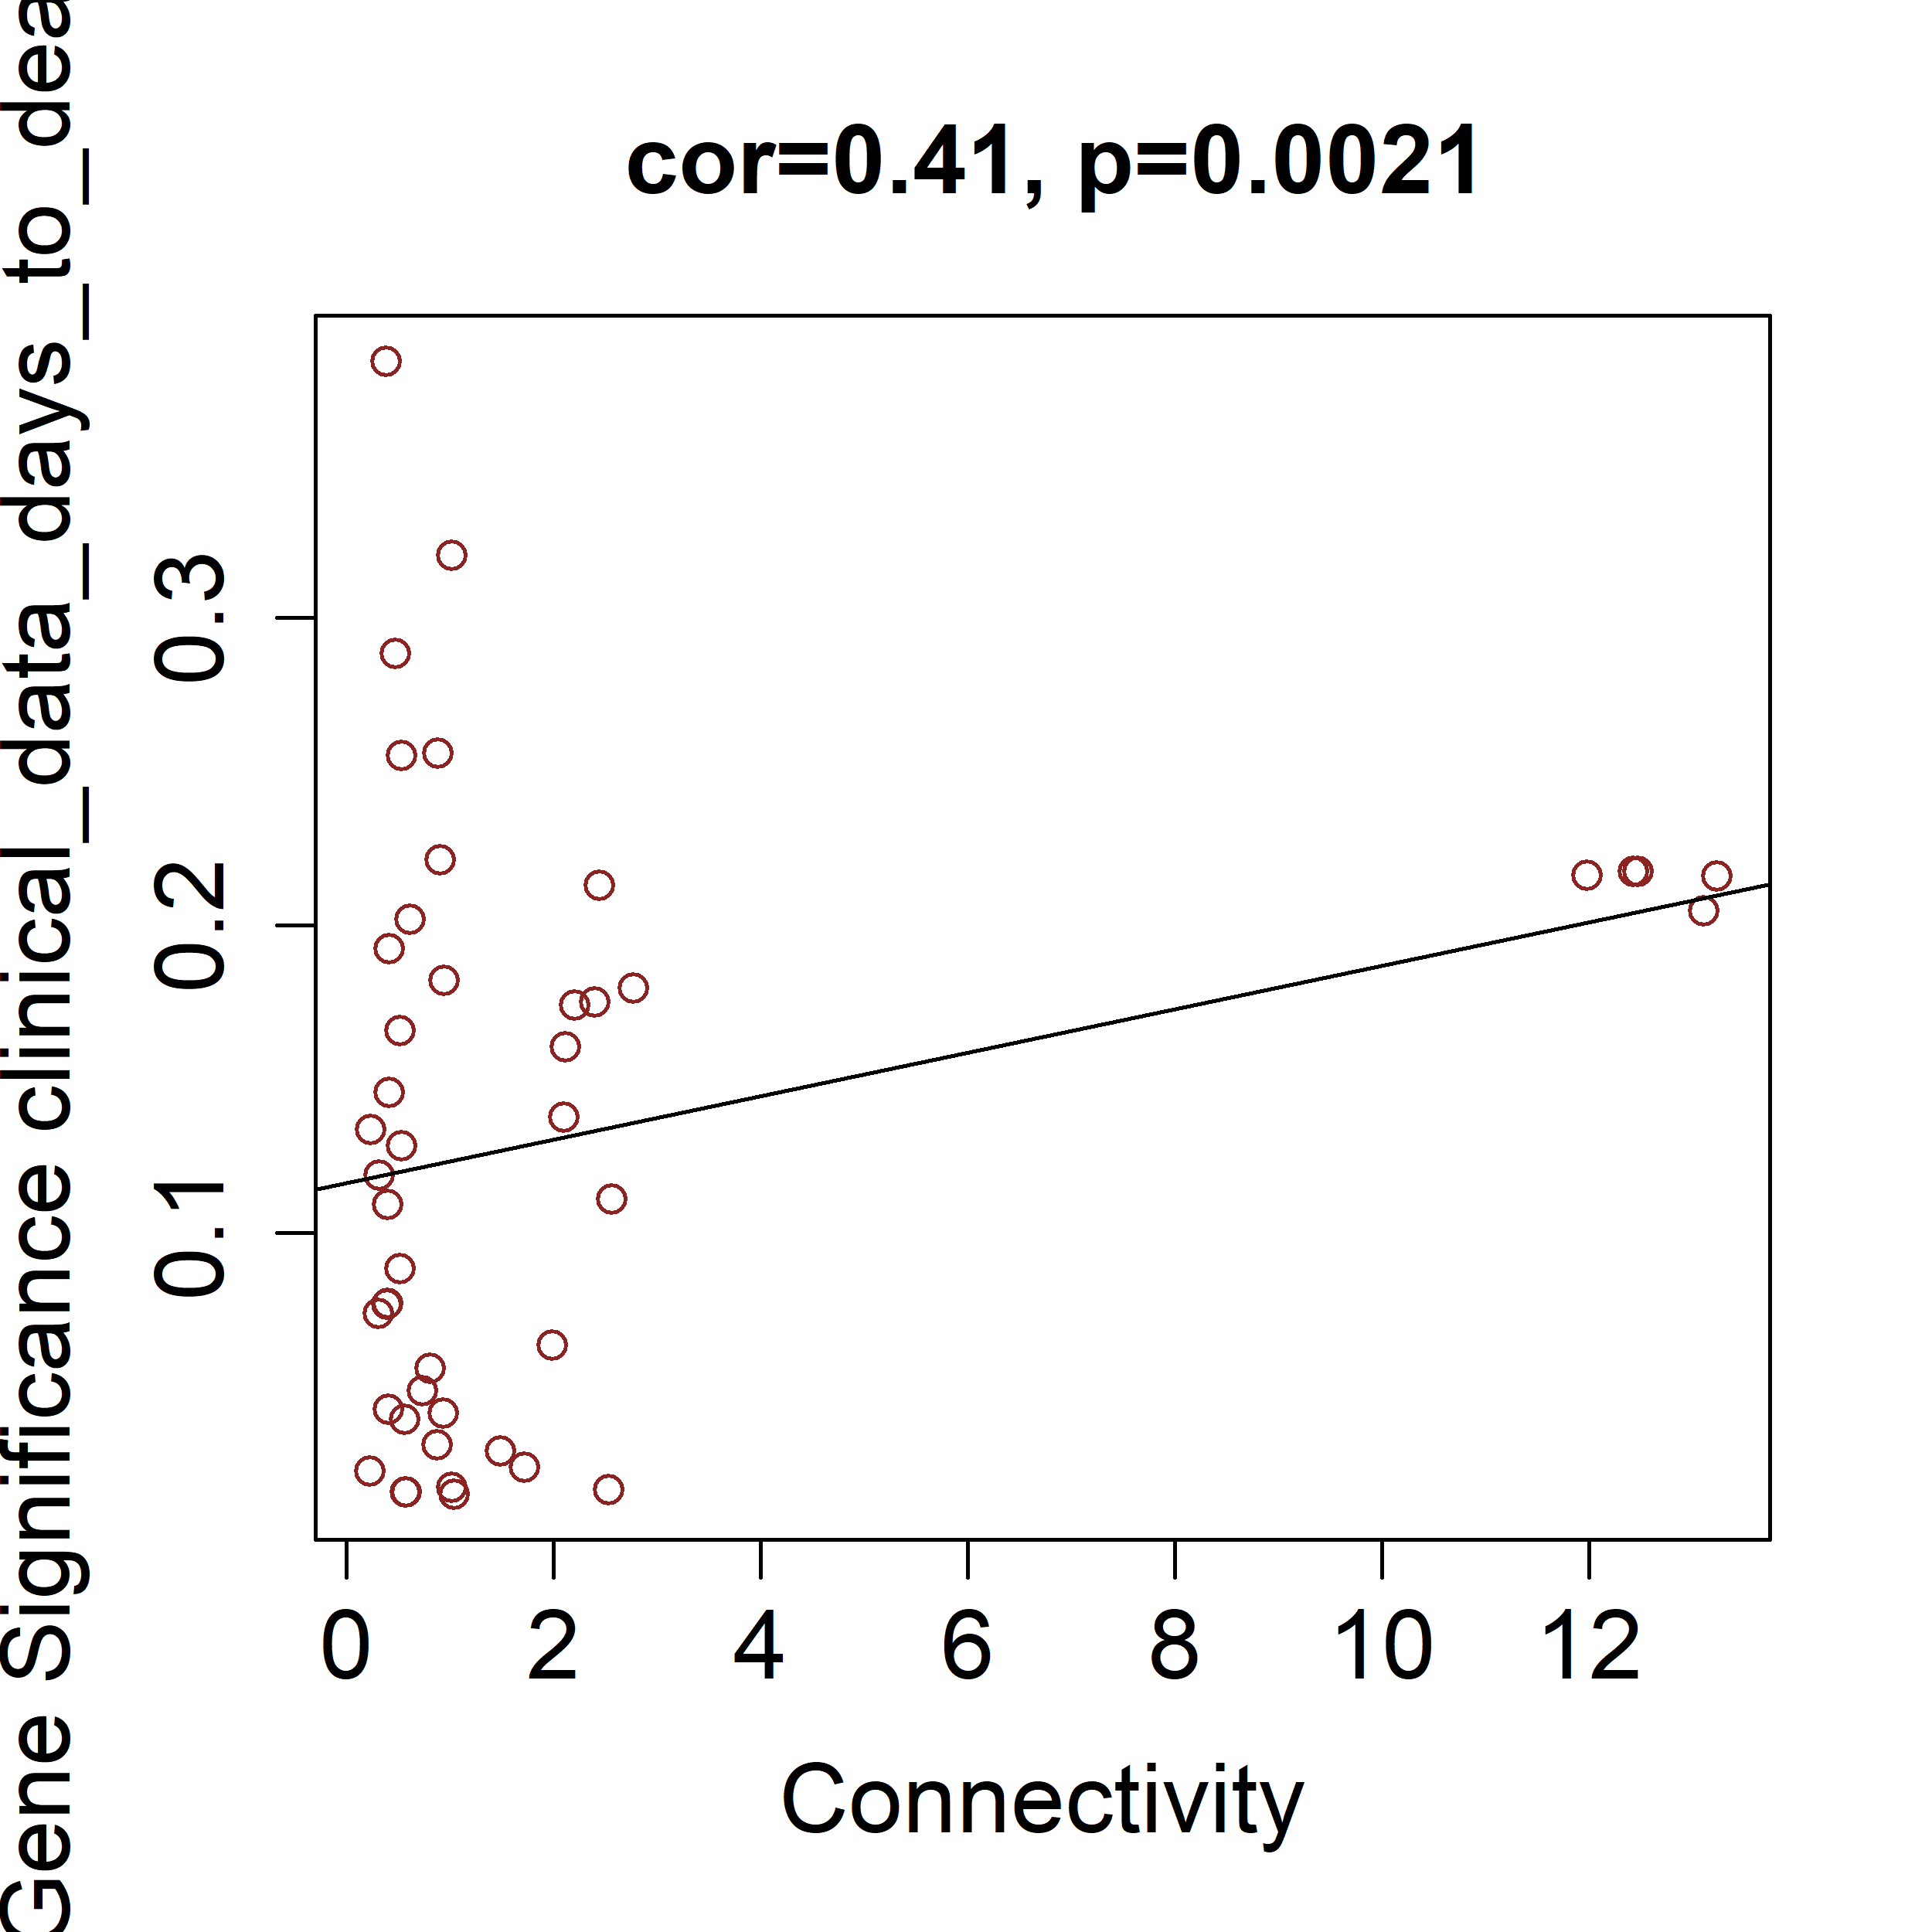 cor=0.41, p=0.0021
Gene Significance clinical_data_days_to_dea
0.3
0.2
0.1
0 2 4 6 8 10 12
Connectivity